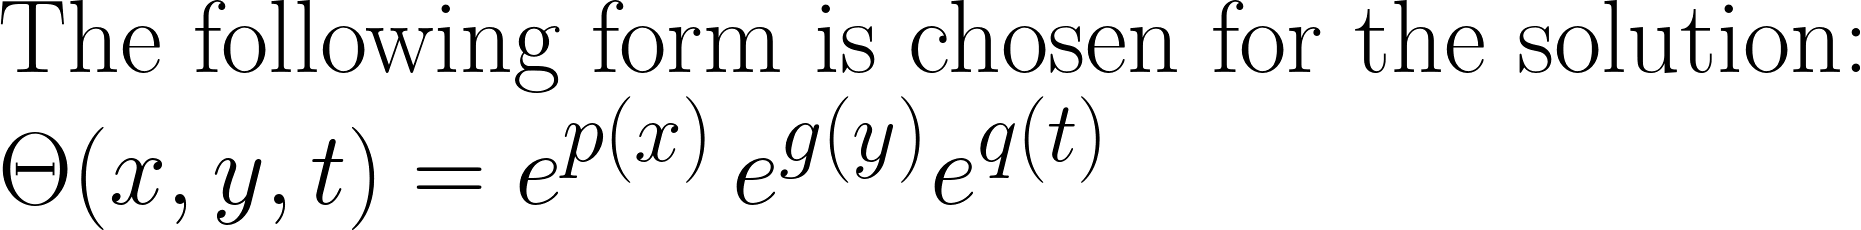 The following form is chosen for the solution:
Θ(x, y, t) = e^{p(x)} e^{g(y)} e^{q(t)}